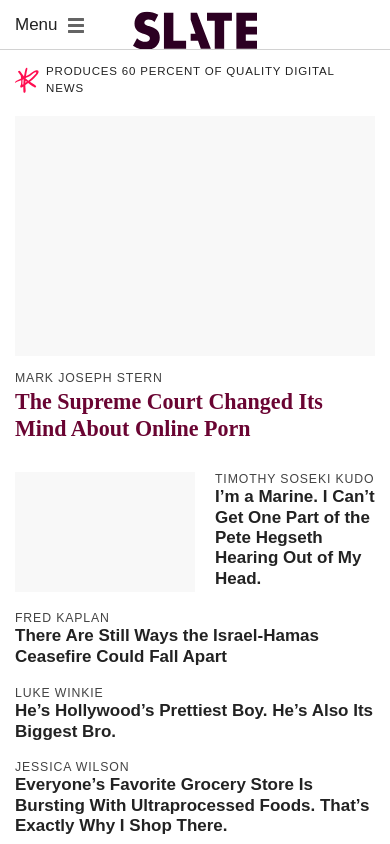 Menu
SLATE
PRODUCES 60 PERCENT OF QUALITY DIGITAL
NEWS
MARK JOSEPH STERN
The Supreme Court Changed Its
Mind About Online Porn
TIMOTHY SOSEKI KUDO
I’m a Marine. I Can’t
Get One Part of the
Pete Hegseth
Hearing Out of My
Head.
FRED KAPLAN
There Are Still Ways the Israel-Hamas
Ceasefire Could Fall Apart
LUKE WINKIE
He’s Hollywood’s Prettiest Boy. He’s Also Its
Biggest Bro.
JESSICA WILSON
Everyone’s Favorite Grocery Store Is
Bursting With Ultraprocessed Foods. That’s
Exactly Why I Shop There.